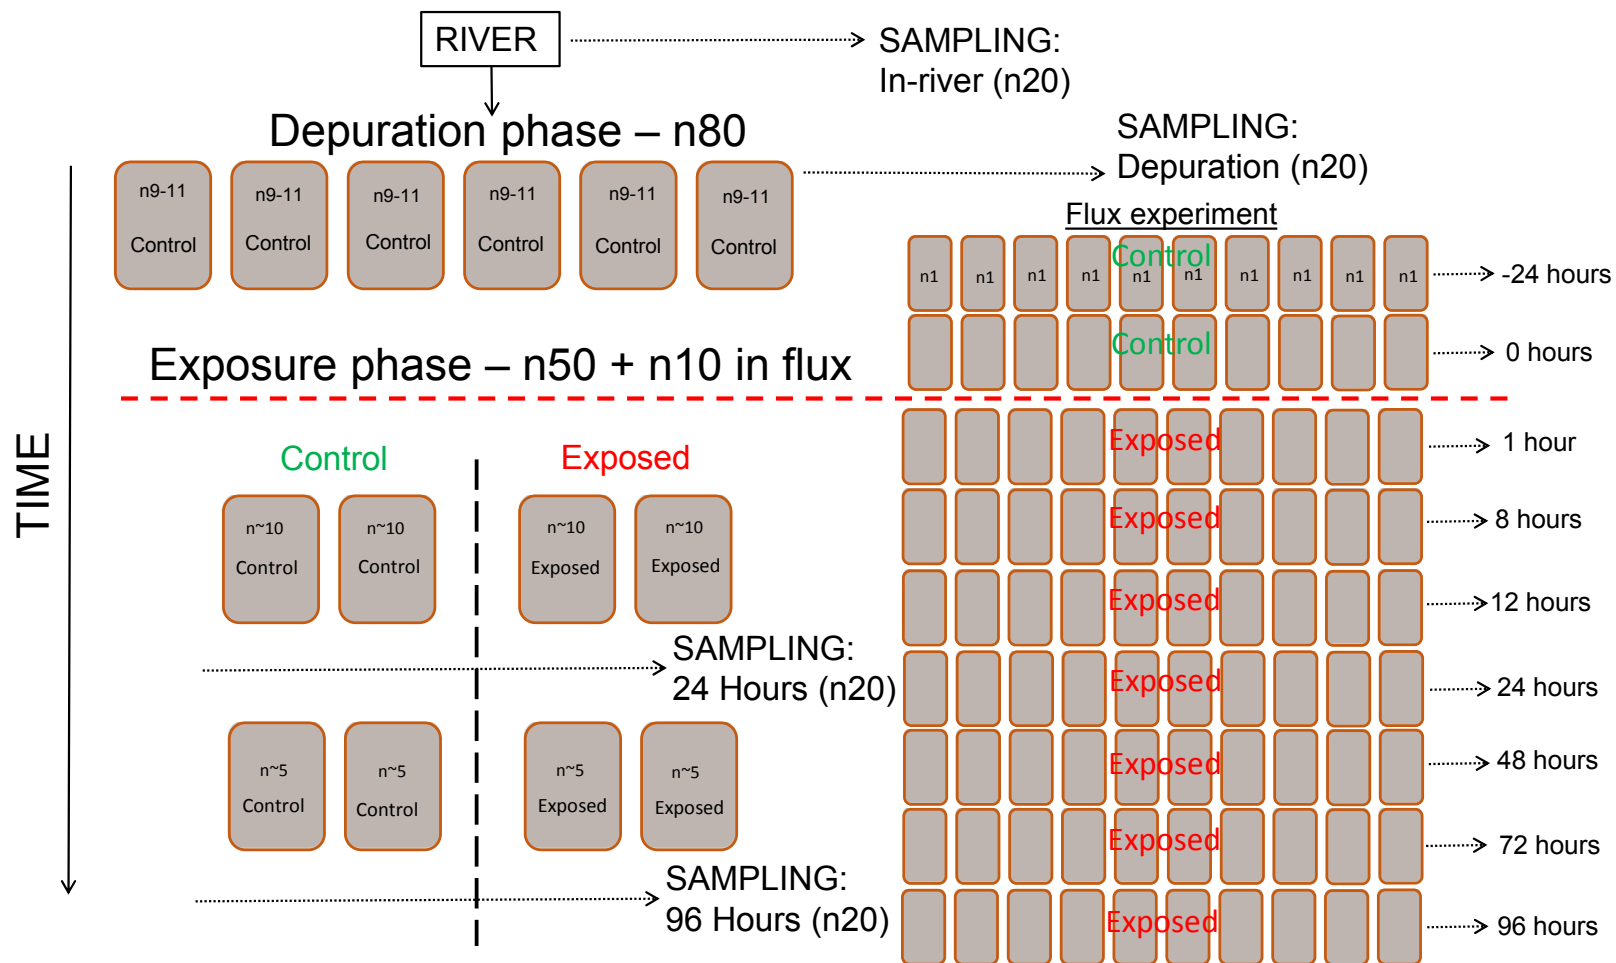 RIVER
SAMPLING:
In-river (n20)
Depuration phase – n80
SAMPLING:
Depuration (n20)
n9-11
Control
n9-11
Control
n9-11
Control
n9-11
Control
n9-11
Control
n9-11
Control
Flux experiment
Control
n1 n1 n1 n1 n1 n1 n1 n1 n1 n1
-24 hours
Control
0 hours
Exposure phase – n50 + n10 in flux
TIME
Control
Exposed
n~10
Control
n~10
Control
n~10
Exposed
n~10
Exposed
SAMPLING:
24 Hours (n20)
n~5
Control
n~5
Control
n~5
Exposed
n~5
Exposed
SAMPLING:
96 Hours (n20)
Exposed
1 hour
Exposed
8 hours
Exposed
12 hours
Exposed
24 hours
Exposed
48 hours
Exposed
72 hours
Exposed
96 hours